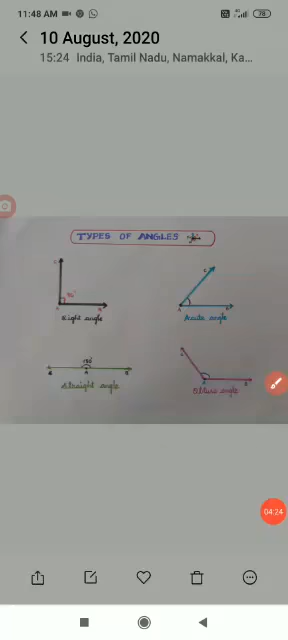 11:48 AM
78
10 August, 2020
15:24 India, Tamil Nadu, Namakkal, Ka...
TYPES OF ANGLES
90°
Right angle
Acute angle
180°
Straight angle
Obtuse angle
04:24